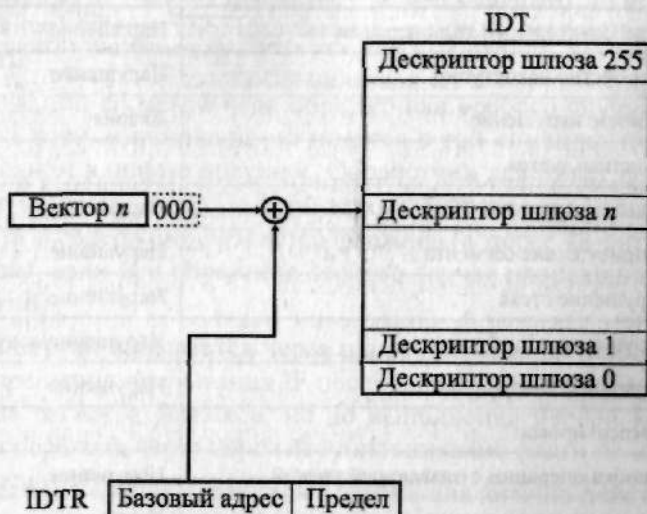 IDT
Дескриптор шлюза 255
Вектор n 000
Дескриптор шлюза n
Дескриптор шлюза 1
Дескриптор шлюза 0
IDTR Базовый адрес Предел